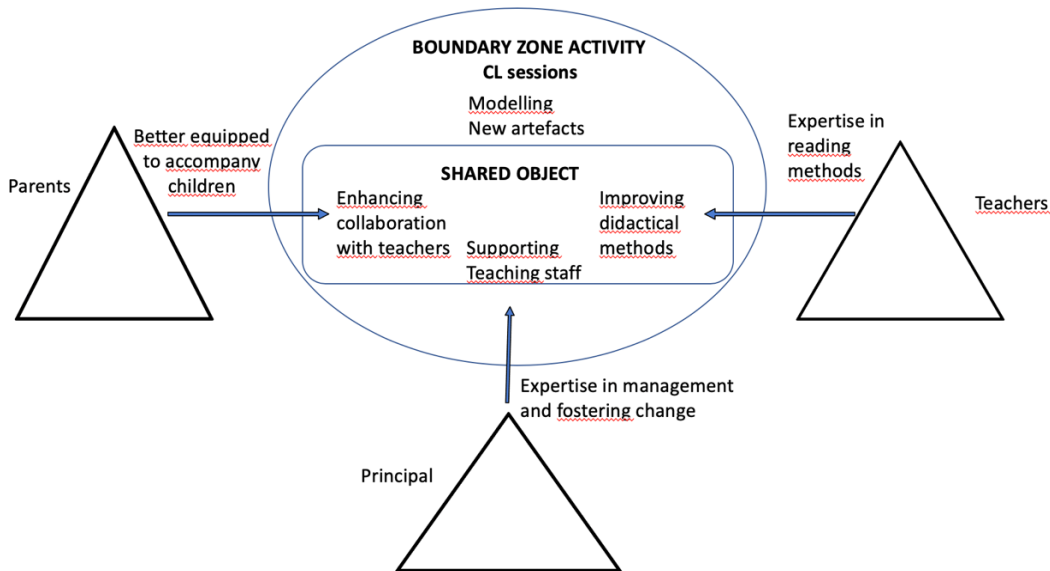 BOUNDARY ZONE ACTIVITY
CL sessions
Modelling
New artefacts
Better equipped
to accompany
children
Parents
Expertise in
reading
methods
Teachers
SHARED OBJECT
Enhancing
collaboration
with teachers
Supporting
Teaching staff
Improving
didactical
methods
Expertise in management
and fostering change
Principal